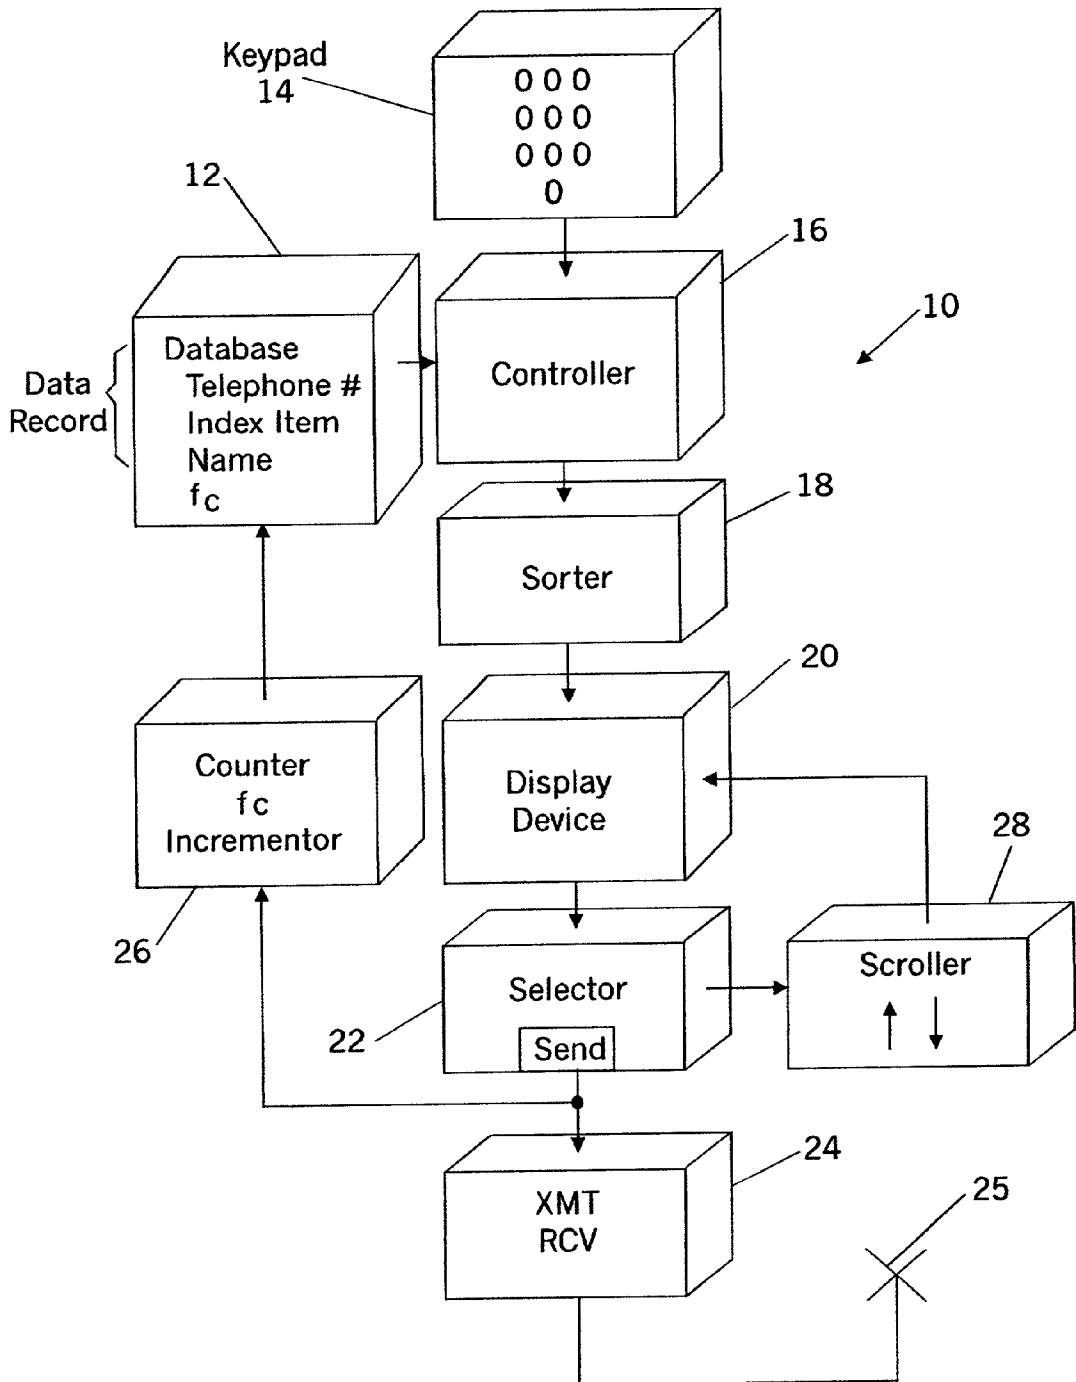 Keypad
14
0 0 0
0 0 0
0 0 0
0
12
16
10
Database
Telephone #
Index Item
Name
fc
Data
Record
Controller
18
Sorter
20
Counter
fc
Incrementor
Display
Device
28
26
Selector
Send
22
Scroller
24
XMT
RCV
25